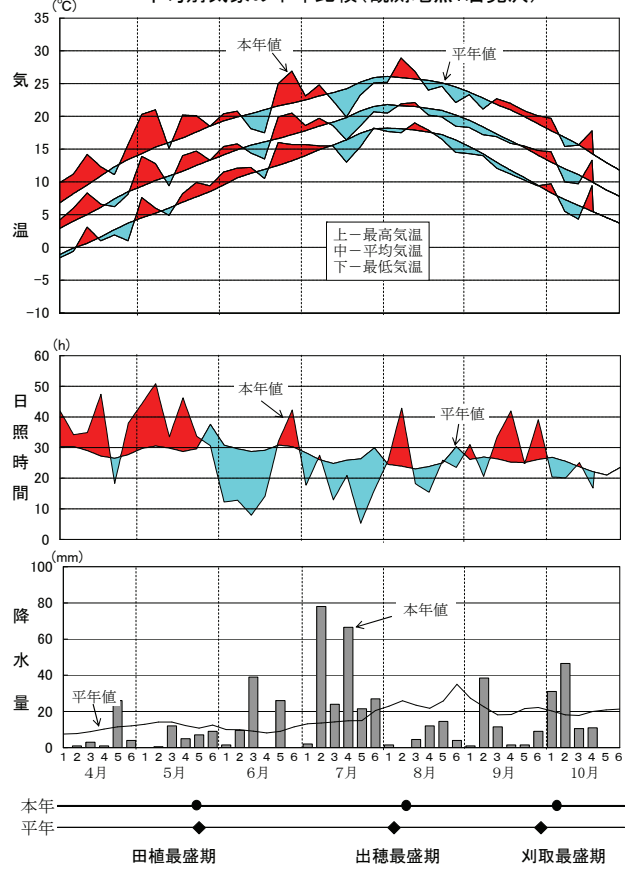 (℃)
35
30
25
20
15
10
5
0
−5
−10
気
温
本年値
平年値
上−最高気温
中−平均気温
下−最低気温
(h)
60
50
40
30
20
10
0
日照時間
本年値
平年値
(mm)
100
80
60
40
20
0
降水量
平年値
本年値
1 2 3 4 5 6 1 2 3 4 5 6 1 2 3 4 5 6 1 2 3 4 5 6 1 2 3 4 5 6 1 2 3 4 5 6 1 2 3 4 5 6
4月 5月 6月 7月 8月 9月 10月
本年
平年
田植最盛期 出穂最盛期 刈取最盛期